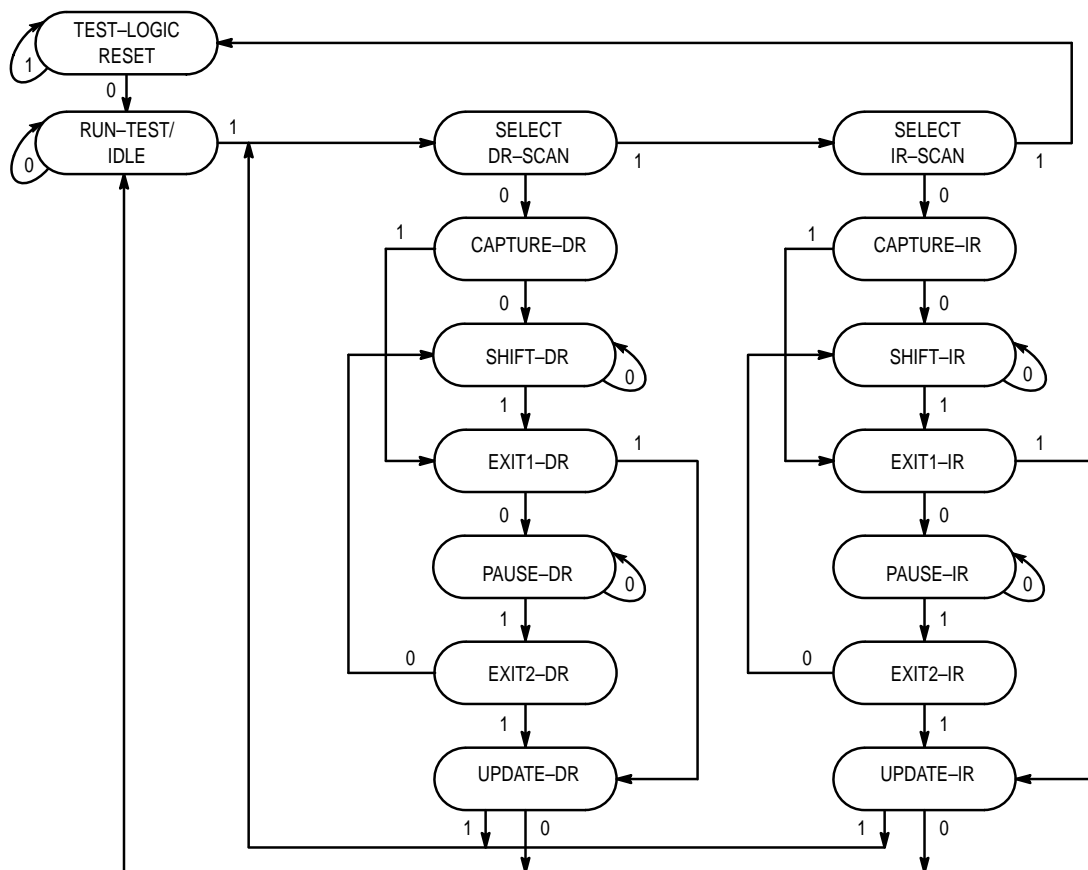 TEST–LOGIC
RESET
1
0
RUN–TEST/
IDLE
0
1
SELECT
DR–SCAN
1
0
SELECT
IR–SCAN
1
0
1
CAPTURE–DR
0
1
CAPTURE–IR
0
SHIFT–DR
0
1
SHIFT–IR
0
1
EXIT1–DR
1
0
EXIT1–IR
1
0
PAUSE–DR
0
1
PAUSE–IR
0
1
0
EXIT2–DR
1
0
EXIT2–IR
1
UPDATE–DR
1
0
UPDATE–IR
1
0